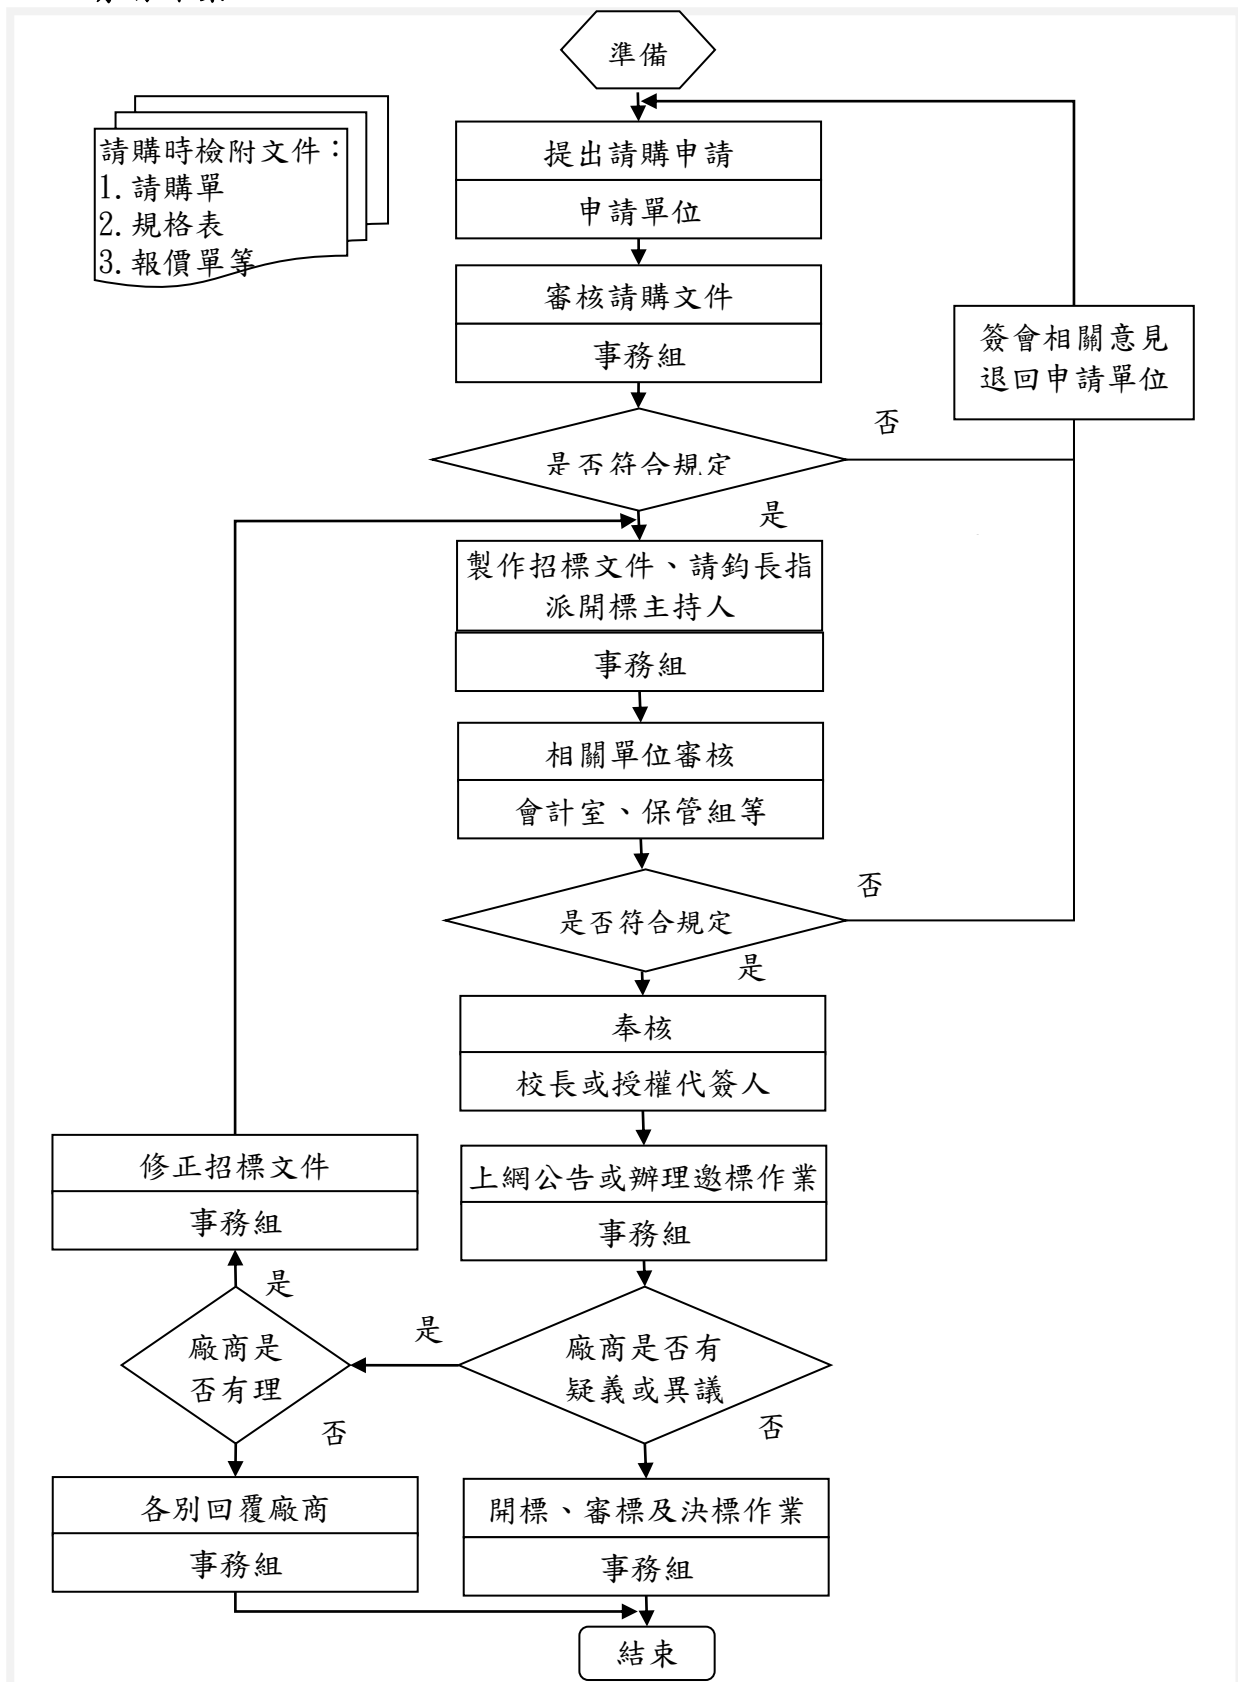 準備
請購時檢附文件：
1.請購單
2.規格表
3.報價單等
提出請購申請
申請單位
審核請購文件
事務組
簽會相關意見
退回申請單位
否
是否符合規定
是
製作招標文件、請鈞長指
派開標主持人
事務組
相關單位審核
會計室、保管組等
否
是否符合規定
是
奉核
校長或授權代簽人
修正招標文件
事務組
上網公告或辦理邀標作業
事務組
是
是
廠商是
否有理
廠商是否有
疑義或異議
否
否
各別回覆廠商
事務組
開標、審標及決標作業
事務組
結束